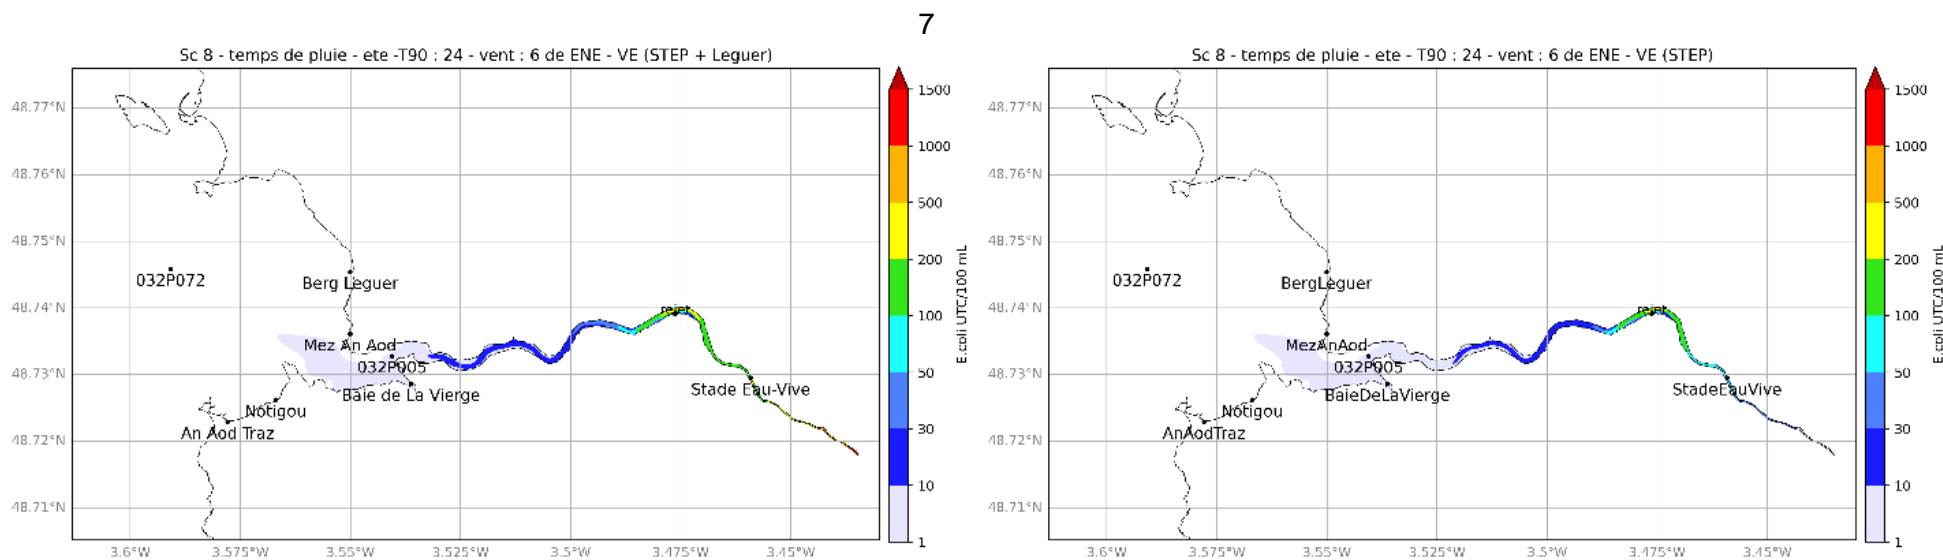 7
Sc 8 - temps de pluie - ete -T90 : 24 - vent : 6 de ENE - VE (STEP + Leguer)
48.77°N
48.76°N
48.75°N
48.74°N
48.73°N
48.72°N
48.71°N
3.6°W
3.575°W
3.55°W
3.525°W
3.5°W
3.475°W
3.45°W
032P072
Berg Leguer
Mez An Aod
032P005
Baie de La Vierge
Notigou
An Aod Traz
rejet
Stade Eau-Vive
1500
1000
500
200
100
50
30
10
1
E.coli UTC/100 mL
Sc 8 - temps de pluie - ete - T90 : 24 - vent : 6 de ENE - VE (STEP)
48.77°N
48.76°N
48.75°N
48.74°N
48.73°N
48.72°N
48.71°N
3.6°W
3.575°W
3.55°W
3.525°W
3.5°W
3.475°W
3.45°W
032P072
BergLeguer
MezAnAod
032P005
BaieDeLaVierge
Notigou
AnAodTraz
rejet
StadeEauVive
1500
1000
500
200
100
50
30
10
1
E.coli UTC/100 mL